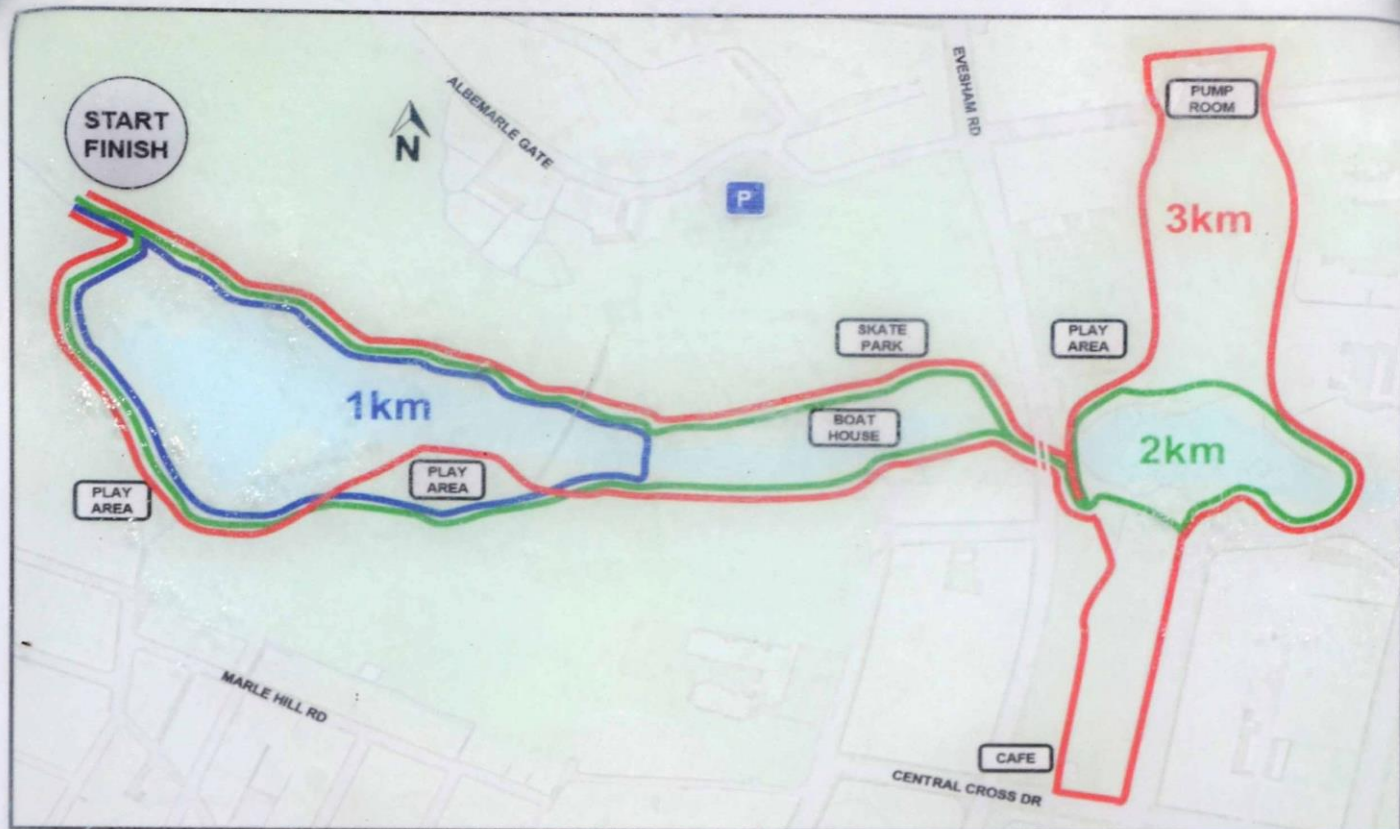 START
FINISH
N
ALBEMARLE GATE
P
EVESHAM RD
PUMP
ROOM
3km
SKATE
PARK
PLAY
AREA
1km
BOAT
HOUSE
2km
PLAY
AREA
PLAY
AREA
MARLE HILL RD
CAFE
CENTRAL CROSS DR